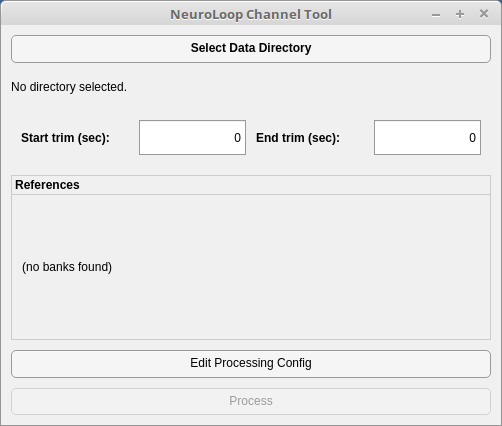 NeuroLoop Channel Tool
Select Data Directory
No directory selected.
Start trim (sec): 0 End trim (sec): 0
References
(no banks found)
Edit Processing Config
Process